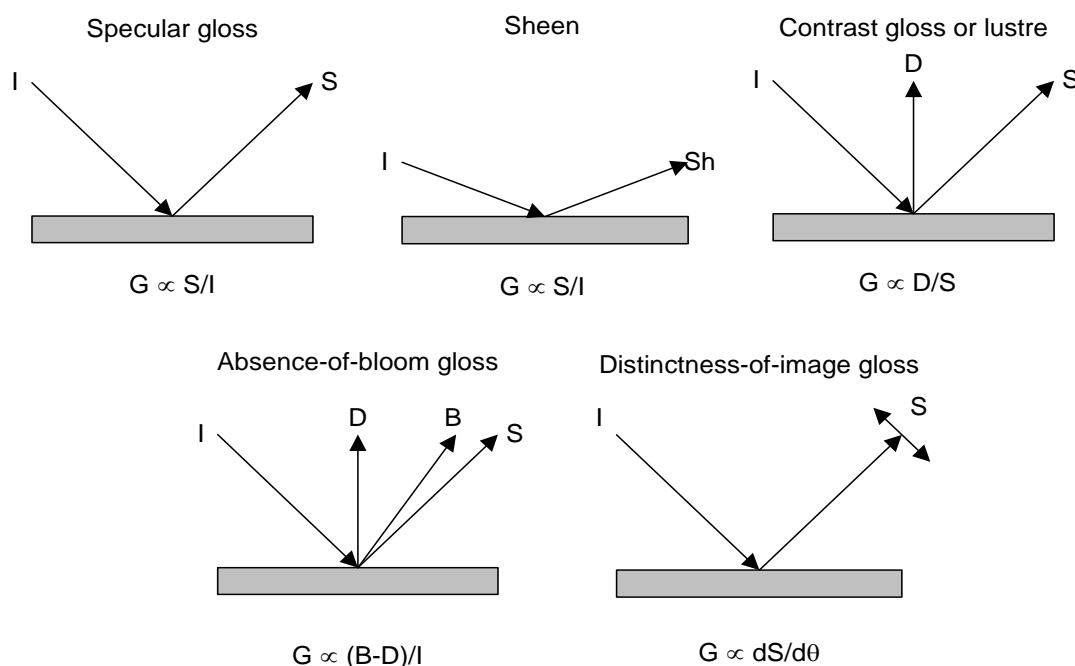 Specular gloss
I
S
G ∝ S/I
Sheen
I
Sh
G ∝ S/I
Contrast gloss or lustre
I
D
S
G ∝ D/S
Absence-of-bloom gloss
I
D
B
S
G ∝ (B-D)/I
Distinctness-of-image gloss
I
S
G ∝ dS/dθ